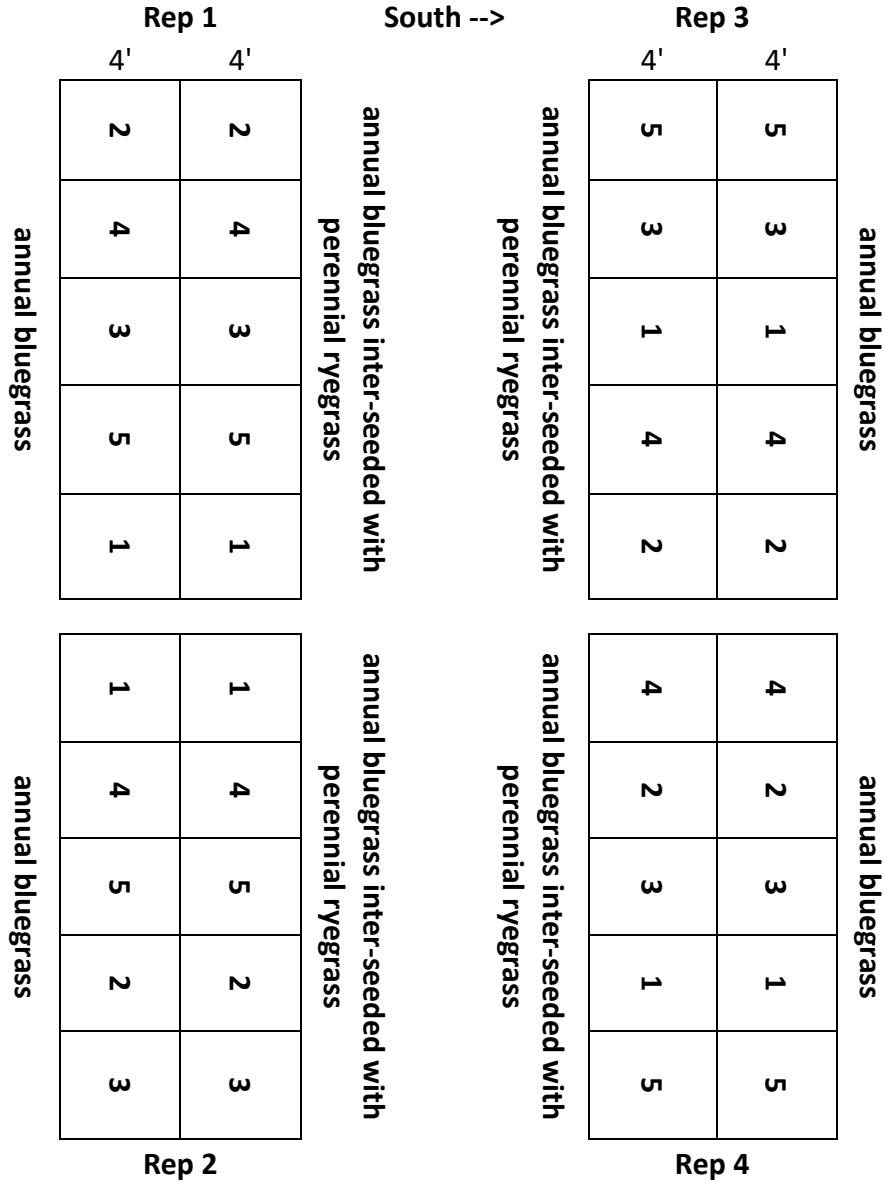 Rep 1 South --> Rep 3
4' 4' 4' 4'
2 2 5 5
4 4 3 3
3 3 1 1
5 5 4 4
1 1 2 2
annual bluegrass
annual bluegrass inter-seeded with
perennial ryegrass
annual bluegrass inter-seeded with
perennial ryegrass
annual bluegrass
1 1 4 4
4 4 2 2
5 5 3 3
2 2 1 1
3 3 5 5
annual bluegrass
annual bluegrass inter-seeded with
perennial ryegrass
annual bluegrass inter-seeded with
perennial ryegrass
annual bluegrass
Rep 2 Rep 4